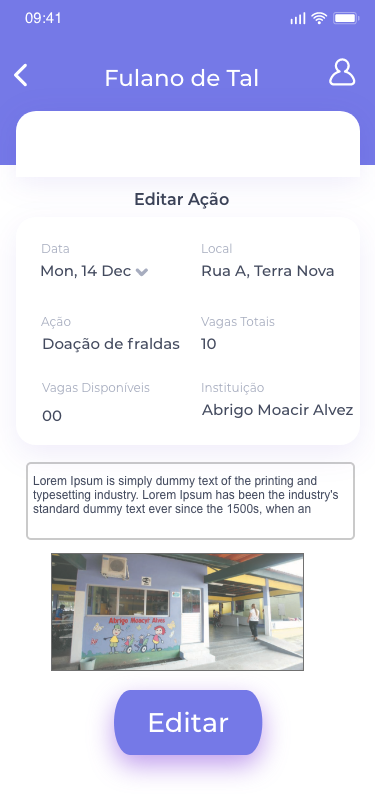 09:41
Fulano de Tal
Editar Ação
Data
Local
Mon, 14 Dec
Rua A, Terra Nova
Ação
Vagas Totais
Doação de fraldas
10
Vagas Disponíveis
Instituição
00
Abrigo Moacir Alvez
Lorem Ipsum is simply dummy text of the printing and
typesetting industry. Lorem Ipsum has been the industry's
standard dummy text ever since the 1500s, when an
Abrigo Moacyr Alves
Editar